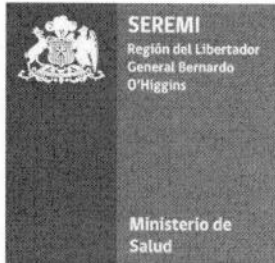 SEREMI
Región del Libertador
General Bernardo
O'Higgins
Ministerio de
Salud